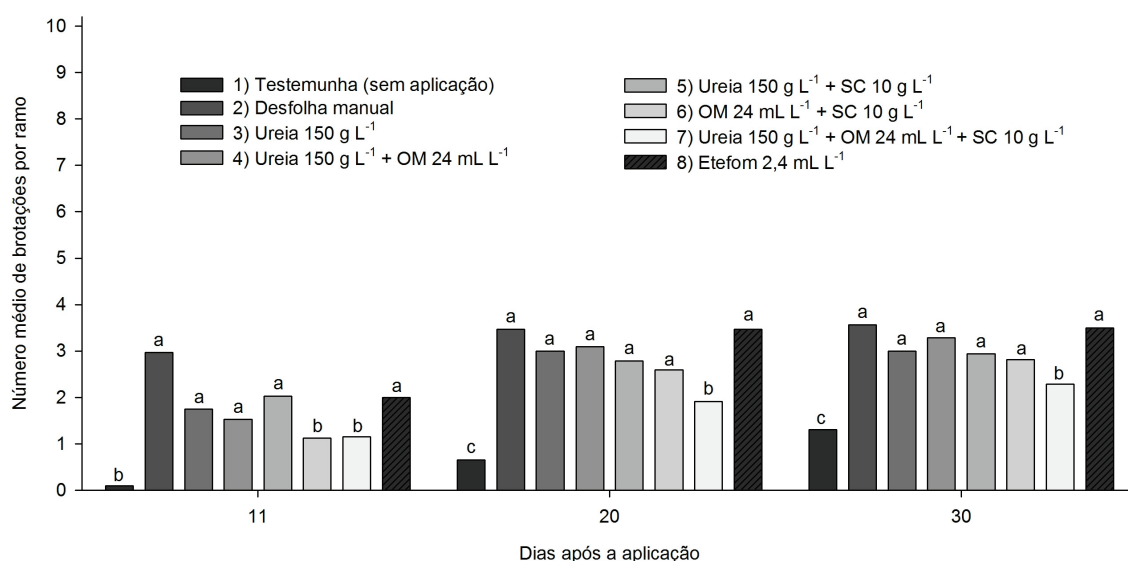 Número médio de brotações por ramo
10
9
8
7
6
5
4
3
2
1
0
1) Testemunha (sem aplicação)
2) Desfolha manual
3) Ureia 150 g L⁻¹
4) Ureia 150 g L⁻¹ + OM 24 mL L⁻¹
5) Ureia 150 g L⁻¹ + SC 10 g L⁻¹
6) OM 24 mL L⁻¹ + SC 10 g L⁻¹
7) Ureia 150 g L⁻¹ + OM 24 mL L⁻¹ + SC 10 g L⁻¹
8) Etefom 2,4 mL L⁻¹
b a a a a b b a
c a a a a a b a
c a a a a a b a
11 20 30
Dias após a aplicação